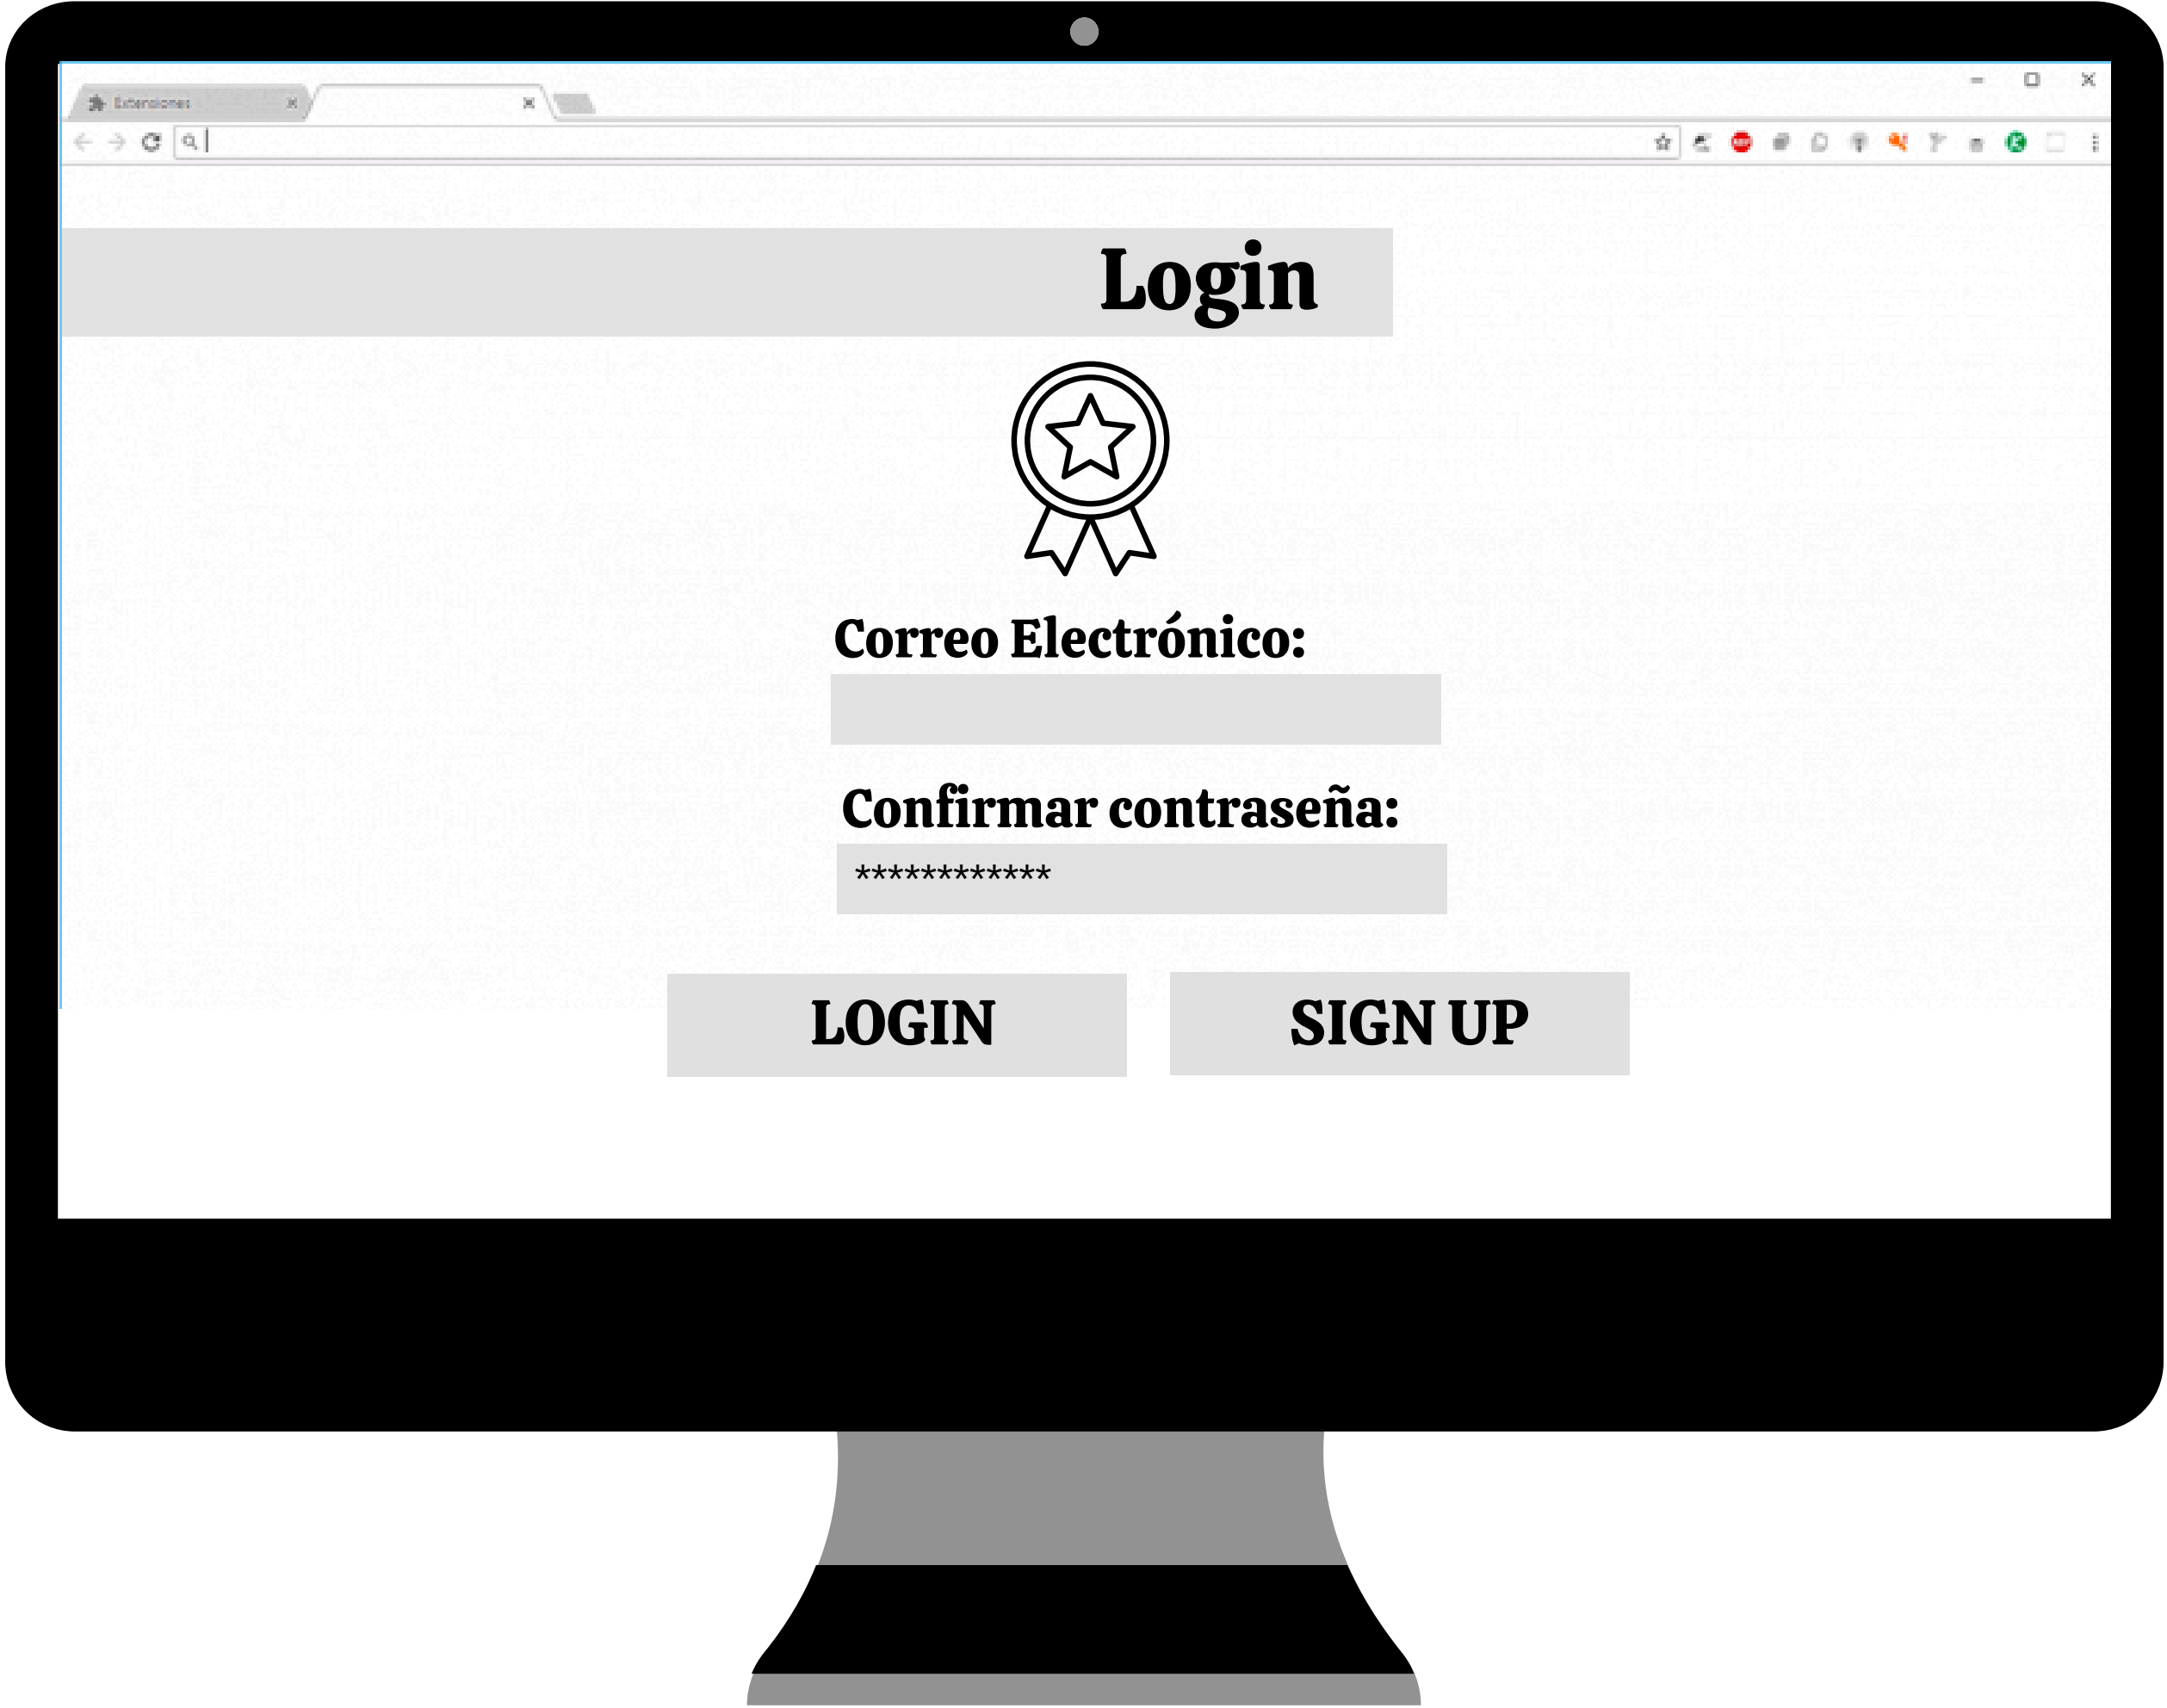 Extensiones
Login
Correo Electrónico:
Confirmar contraseña:
************
LOGIN
SIGN UP